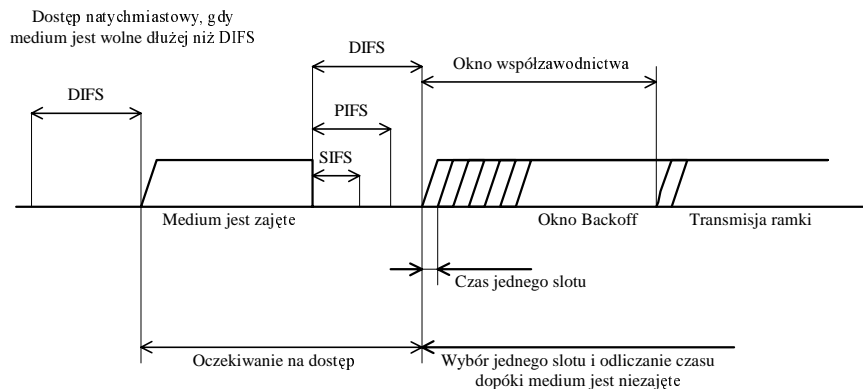 Dostęp natychmiastowy, gdy
medium jest wolne dłużej niż DIFS
DIFS
Okno współzawodnictwa
DIFS
PIFS
SIFS
Medium jest zajęte
Okno Backoff
Transmisja ramki
Czas jednego slotu
Oczekiwanie na dostęp
Wybór jednego slotu i odliczanie czasu
dopóki medium jest niezajęte